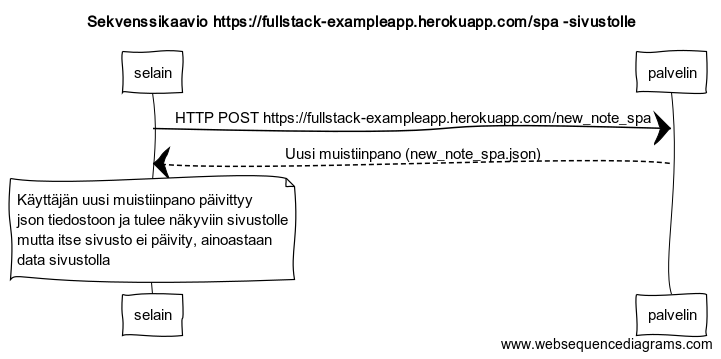 Sekvenssikaavio https://fullstack-exampleapp.herokuapp.com/spa -sivustolle
selain
palvelin
HTTP POST https://fullstack-exampleapp.herokuapp.com/new_note_spa
Uusi muistiinpano (new_note_spa.json)
Käyttäjän uusi muistiinpano päivittyy
json tiedostoon ja tulee näkyviin sivustolle
mutta itse sivusto ei päivity, ainoastaan
data sivustolla
selain
palvelin
www.websequencediagrams.com